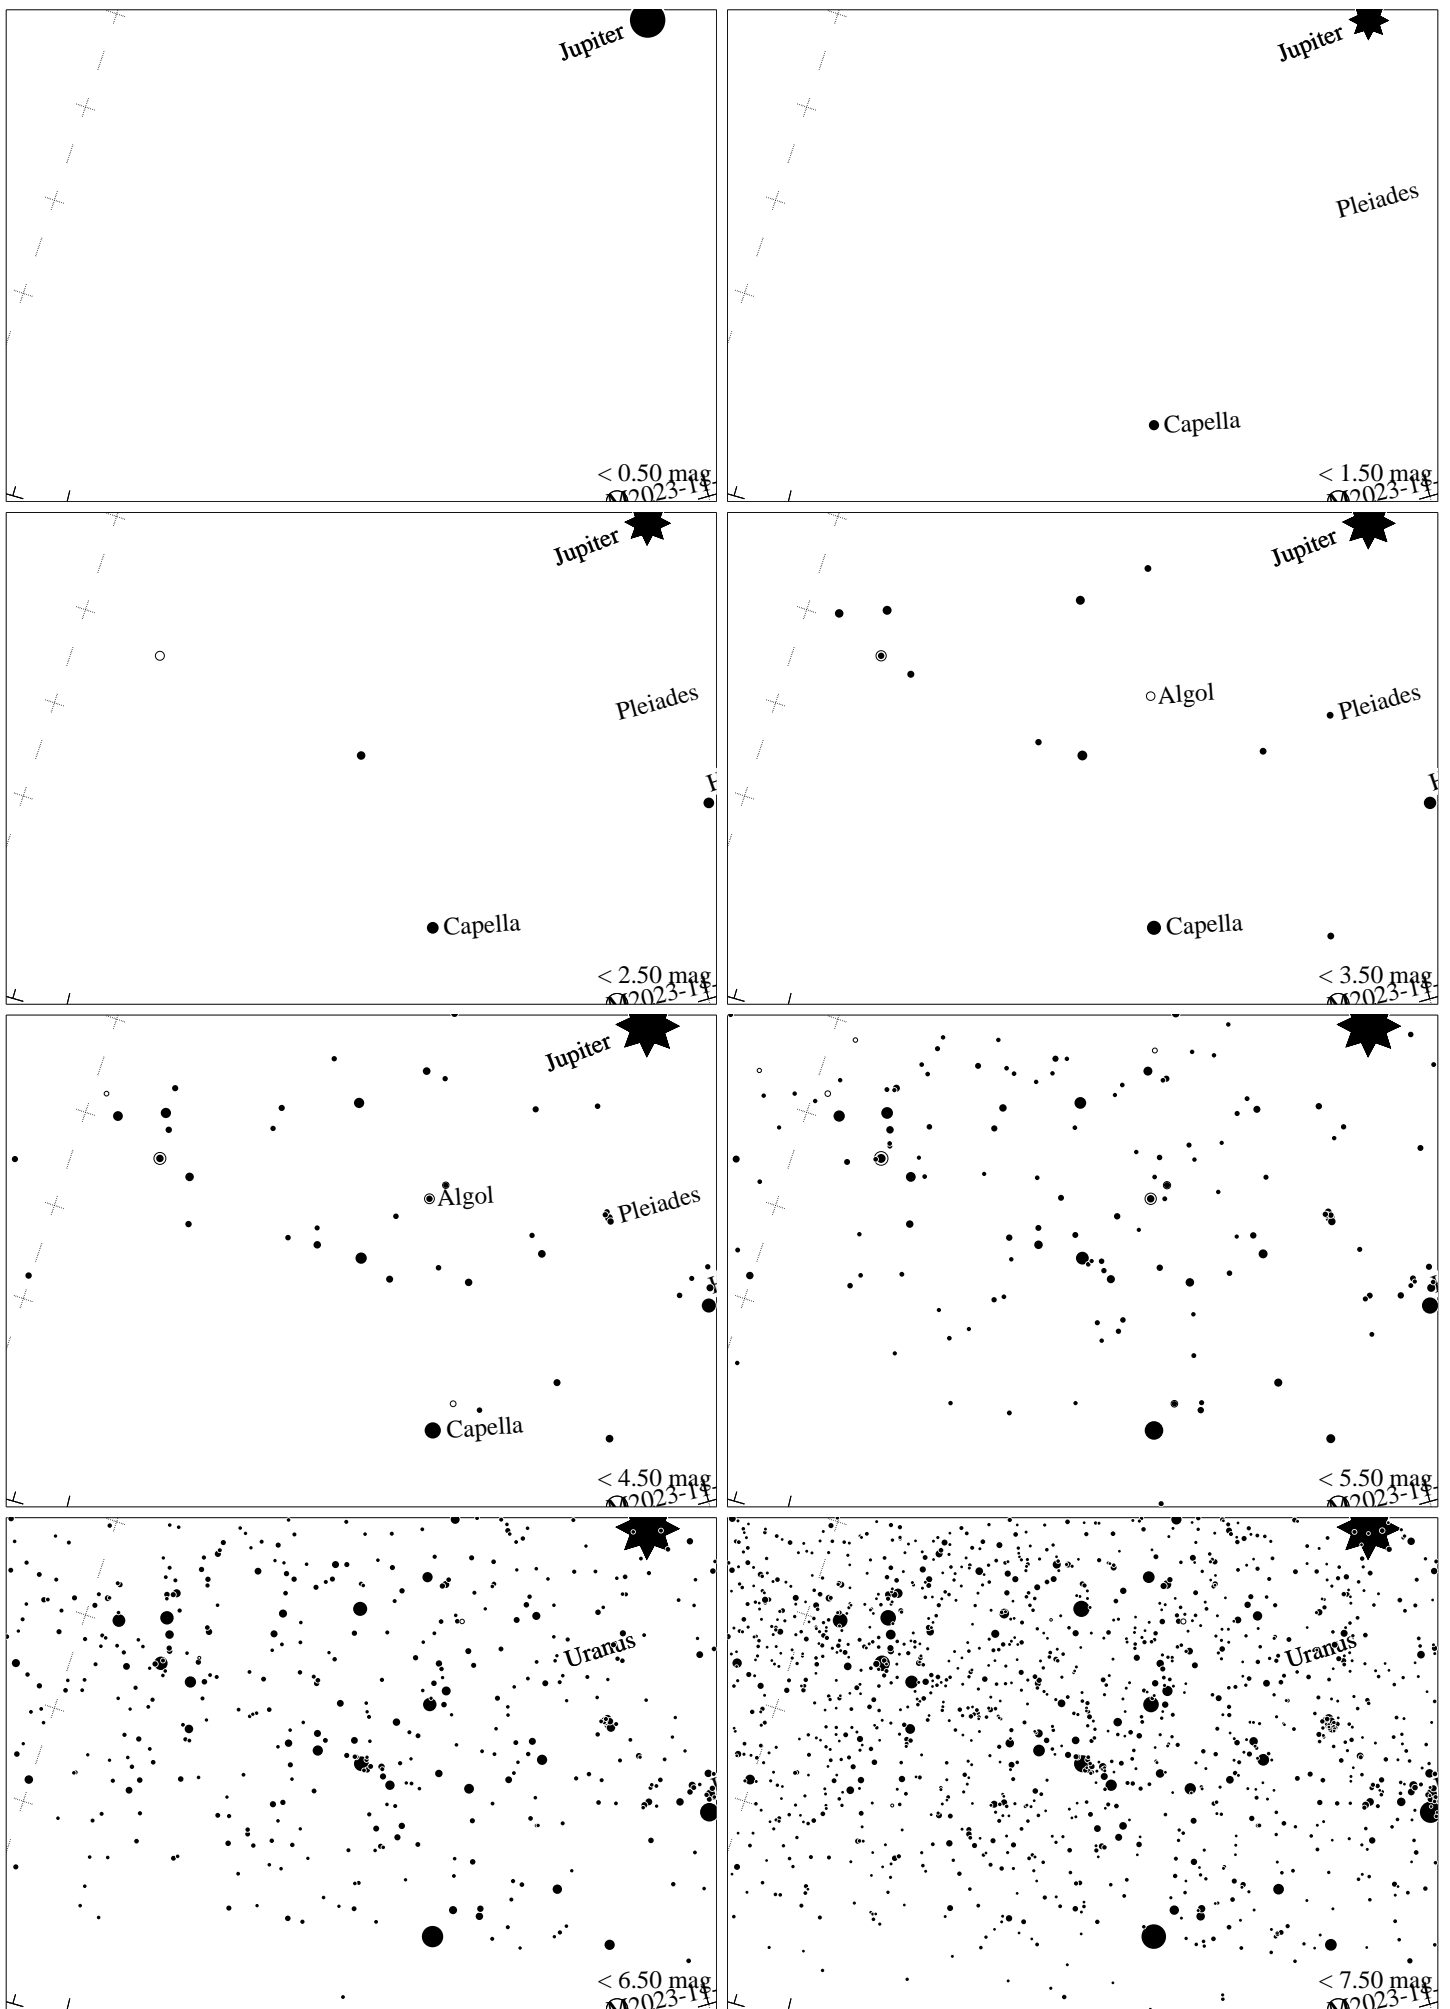 Jupiter
< 0.50 mag
Jupiter
Pleiades
Capella
< 1.50 mag
Jupiter
Pleiades
H
Capella
< 2.50 mag
Jupiter
Algol
Pleiades
H
Capella
< 3.50 mag
Jupiter
Algol
Pleiades
Capella
< 4.50 mag
< 5.50 mag
Uranus
< 6.50 mag
Uranus
< 7.50 mag